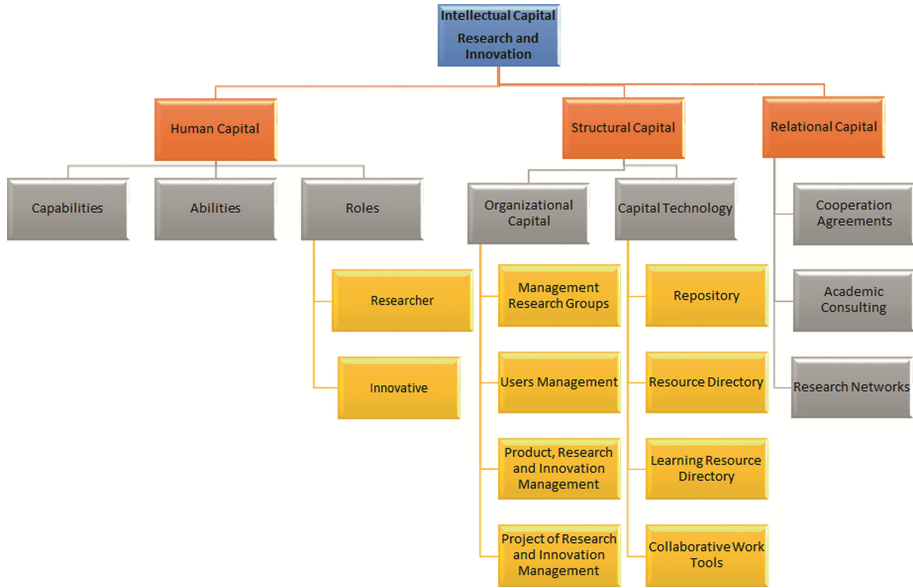 Intellectual Capital
Research and
Innovation
Human Capital
Structural Capital
Relational Capital
Capabilities
Abilities
Roles
Organizational
Capital
Capital Technology
Cooperation
Agreements
Researcher
Management
Research Groups
Repository
Academic
Consulting
Innovative
Users Management
Resource Directory
Research Networks
Product, Research
and Innovation
Management
Learning Resource
Directory
Project of Research
and Innovation
Management
Collaborative Work
Tools